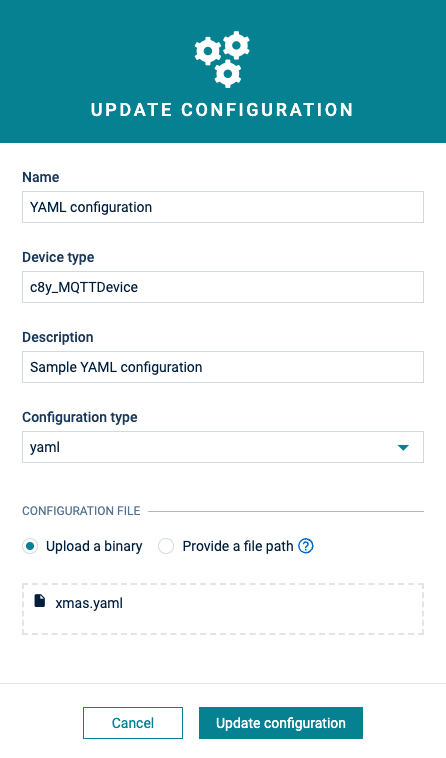 UPDATE CONFIGURATION
Name
YAML configuration
Device type
c8y_MQTTDevice
Description
Sample YAML configuration
Configuration type
yaml
CONFIGURATION FILE
Upload a binary Provide a file path ?
xmas.yaml
Cancel Update configuration